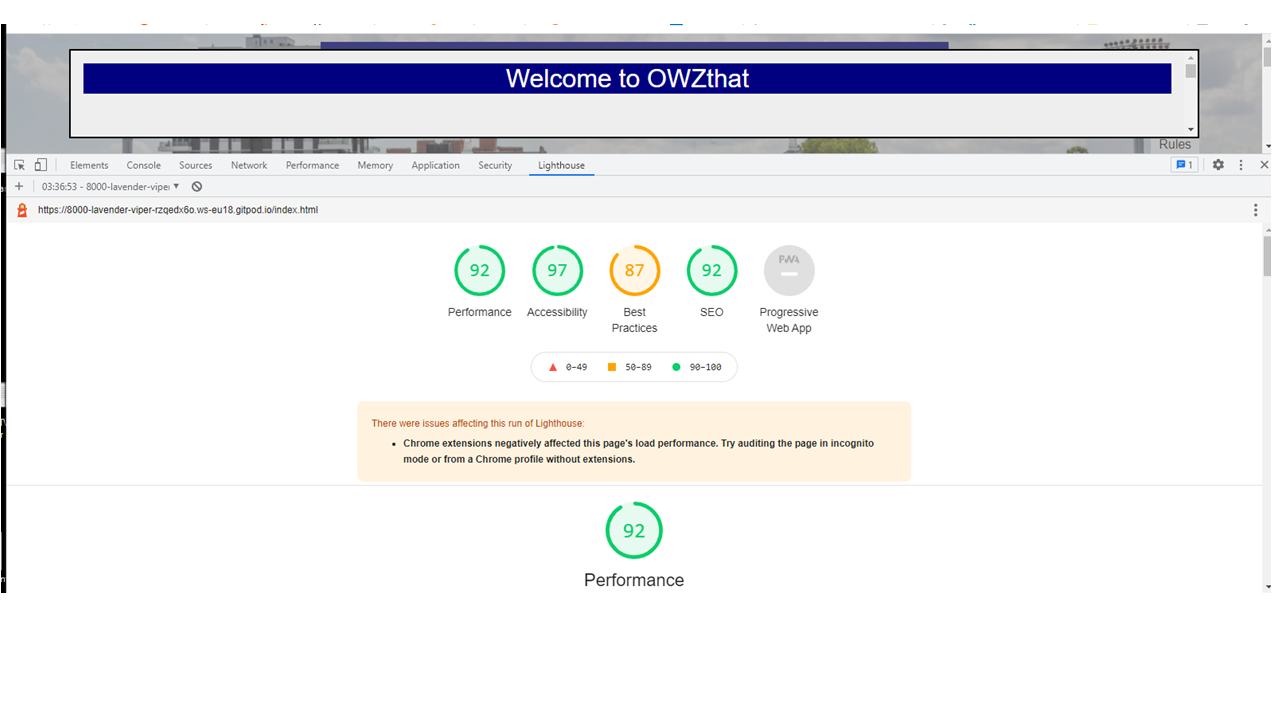 Welcome to OWZthat
Rules
Elements Console Sources Network Performance Memory Application Security Lighthouse 1
03:36:53 - 8000-lavender-viper
https://8000-lavender-viper-rzqedx6o.ws-eu18.gitpod.io/index.html
92 97 87 92 PWA
Performance Accessibility Best Practices SEO Progressive Web App
0–49 50–89 90–100
There were issues affecting this run of Lighthouse:
• Chrome extensions negatively affected this page's load performance. Try auditing the page in incognito
mode or from a Chrome profile without extensions.
92
Performance